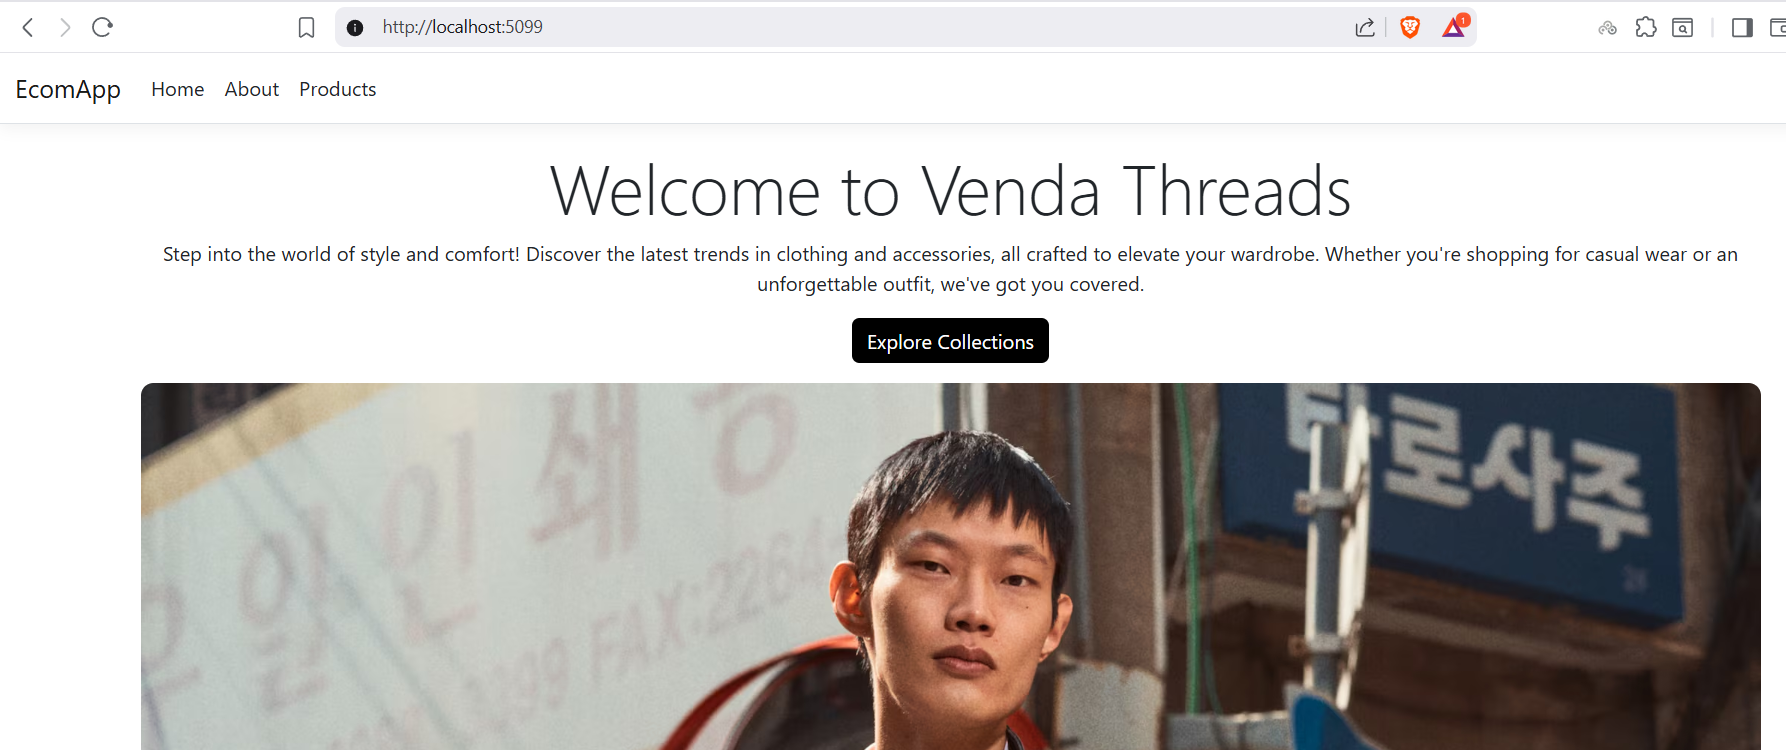 http://localhost:5099
1
EcomApp Home About Products
Welcome to Venda Threads
Step into the world of style and comfort! Discover the latest trends in clothing and accessories, all crafted to elevate your wardrobe. Whether you're shopping for casual wear or an
unforgettable outfit, we've got you covered.
Explore Collections
쇄
로사주
일인
FAX:2264